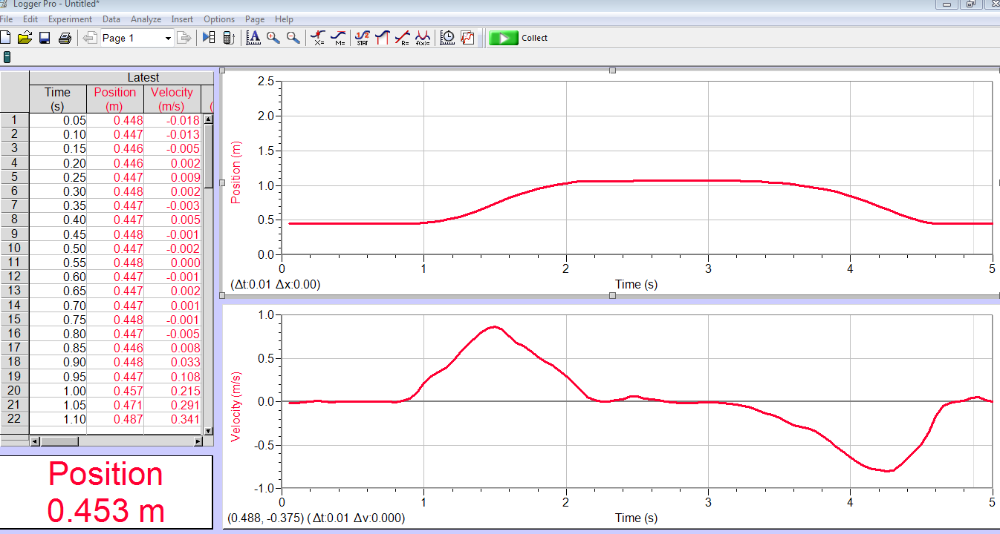 Logger Pro - Untitled*
File Edit Experiment Data Analyze Insert Options Page Help
Page 1 X= M= STAT R= f(x)= Collect
Latest
Time Position Velocity
(s) (m) (m/s) (
1 0.05 0.448 -0.018
2 0.10 0.447 -0.013
3 0.15 0.446 -0.005
4 0.20 0.446 0.002
5 0.25 0.447 0.009
6 0.30 0.448 0.002
7 0.35 0.447 -0.003
8 0.40 0.447 0.005
9 0.45 0.448 -0.001
10 0.50 0.447 -0.002
11 0.55 0.448 0.000
12 0.60 0.447 -0.001
13 0.65 0.447 0.002
14 0.70 0.447 0.001
15 0.75 0.448 -0.001
16 0.80 0.447 -0.005
17 0.85 0.446 0.008
18 0.90 0.448 0.033
19 0.95 0.447 0.108
20 1.00 0.457 0.215
21 1.05 0.471 0.291
22 1.10 0.487 0.341
Position
0.453 m
2.5
2.0
1.5
1.0
0.5
0.0
Position (m)
0 1 2 3 4 5
(Δt:0.01 Δx:0.00) Time (s)
1.0
0.5
0.0
-0.5
-1.0
Velocity (m/s)
0 1 2 3 4 5
(0.488, -0.375) (Δt:0.01 Δv:0.000) Time (s)